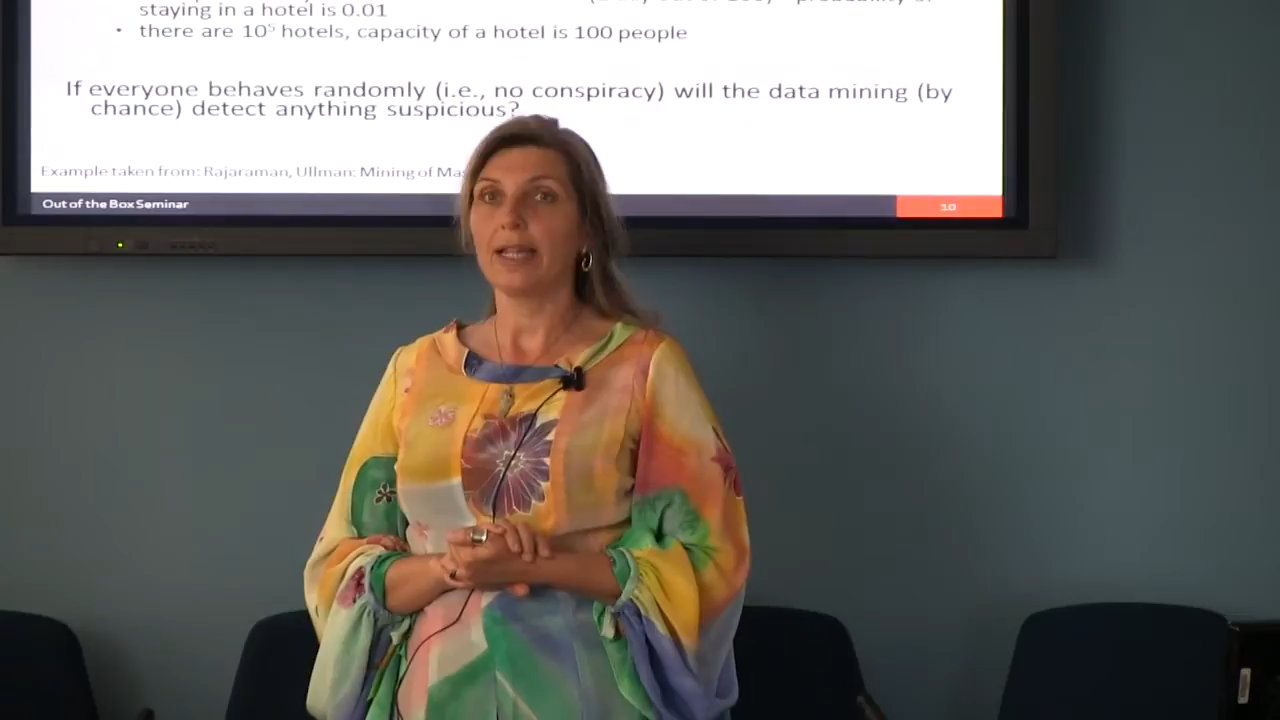 staying in a hotel is 0.01
• there are 10⁵ hotels, capacity of a hotel is 100 people
If everyone behaves randomly (i.e., no conspiracy) will the data mining (by
chance) detect anything suspicious?
Example taken from: Rajaraman, Ullman: Mining of
Out of the Box Seminar
10